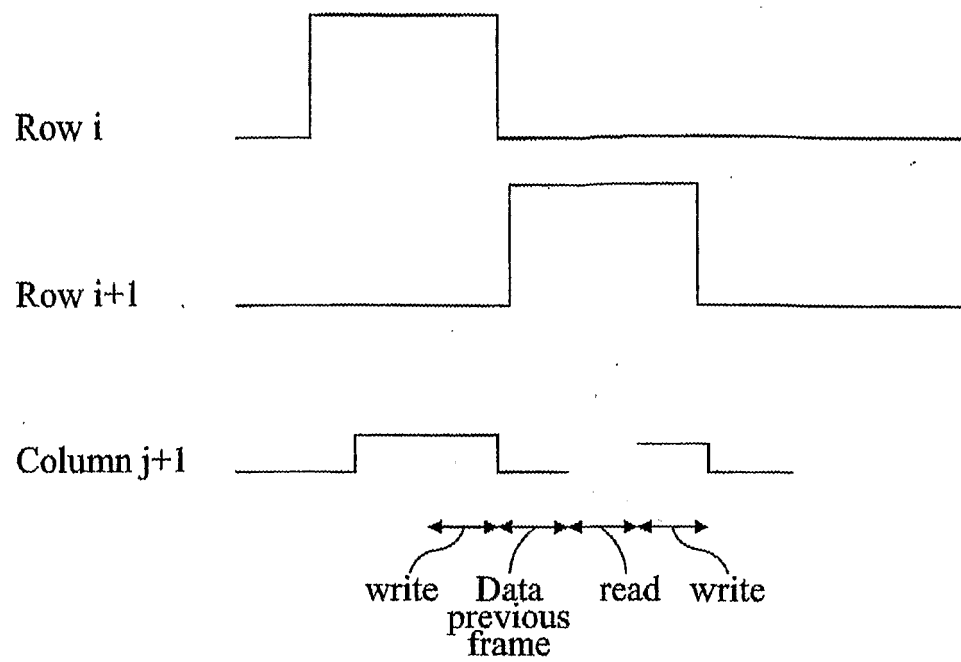 Row i
Row i+1
Column j+1
write Data read write
previous
frame